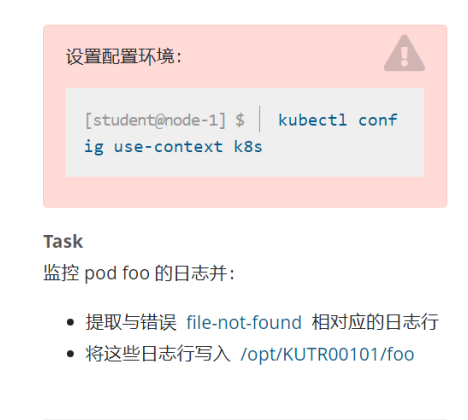 设置配置环境：
[student@node-1] $ │ kubectl conf
ig use-context k8s
Task
监控 pod foo 的日志并：
• 提取与错误 file-not-found 相对应的日志行
• 将这些日志行写入 /opt/KUTR00101/foo